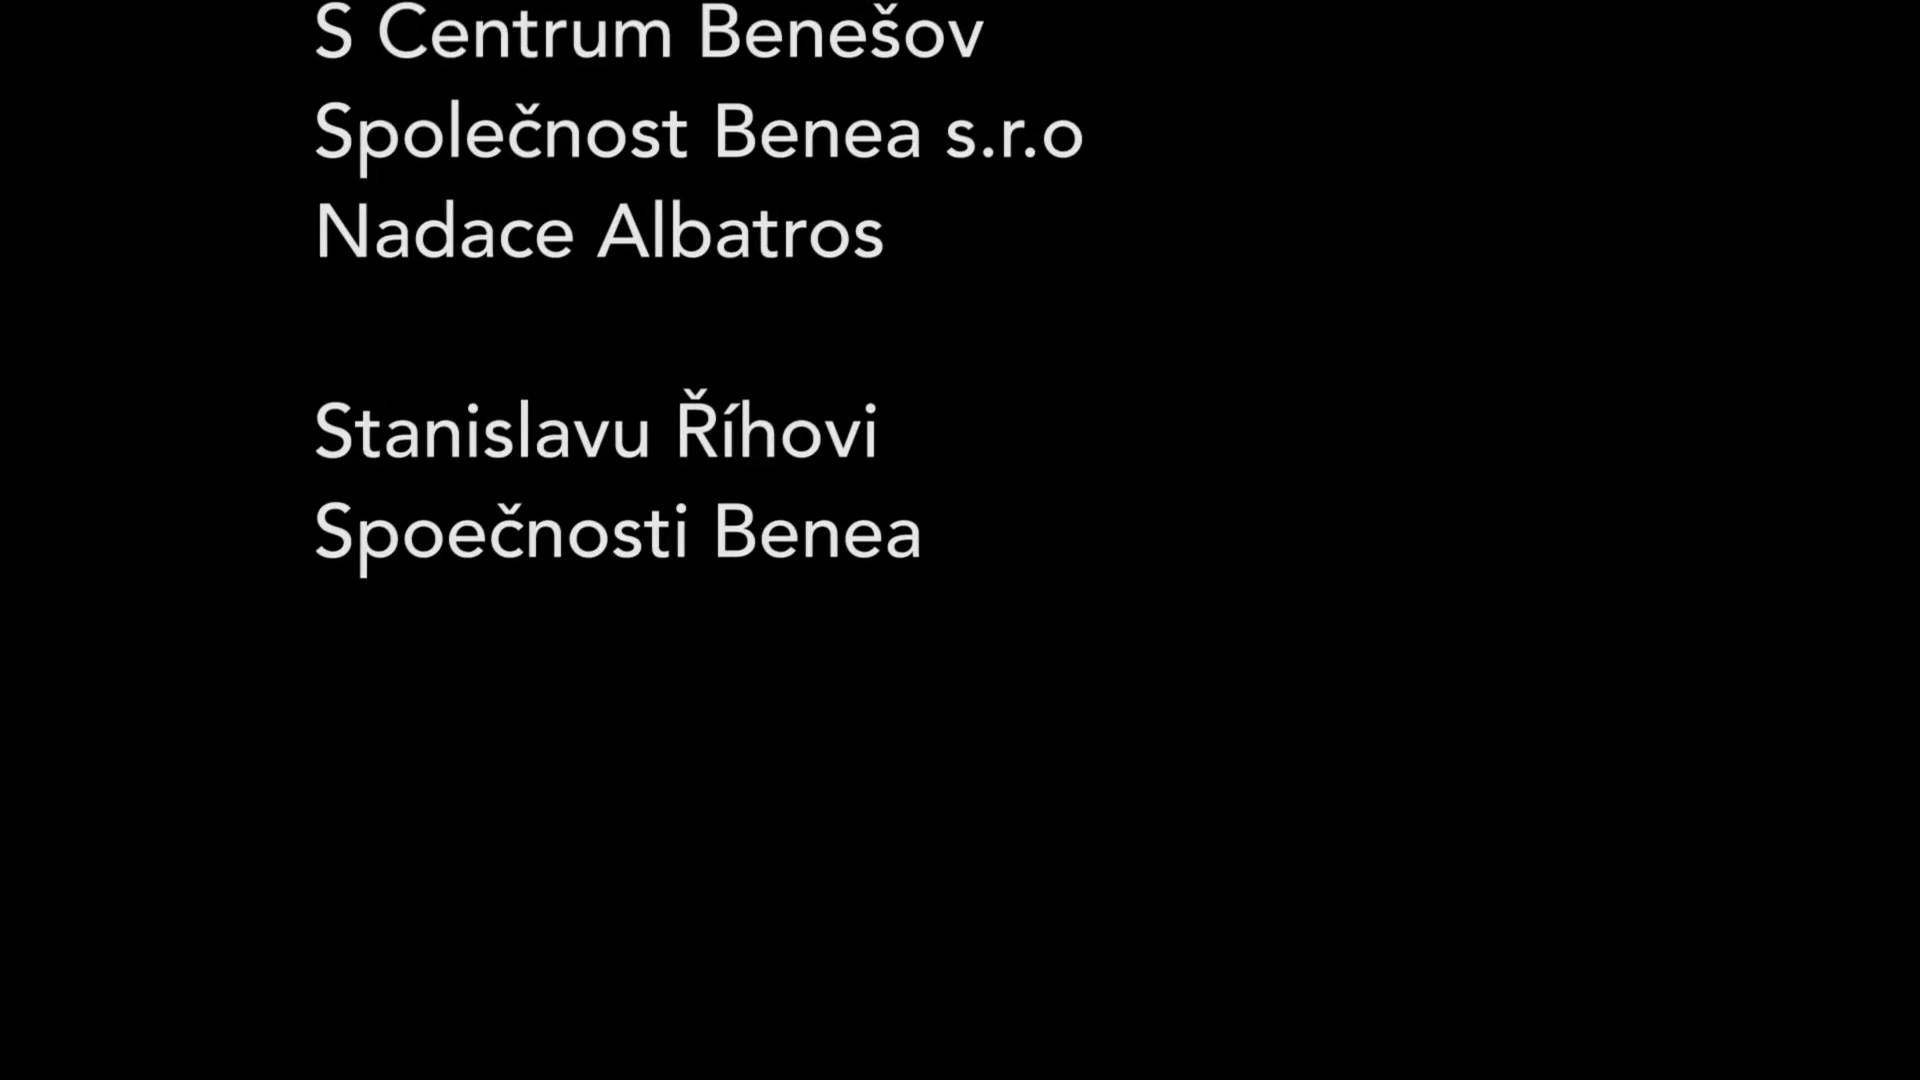 S Centrum Benešov
Společnost Benea s.r.o
Nadace Albatros
Stanislavu Říhovi
Spoečnosti Benea